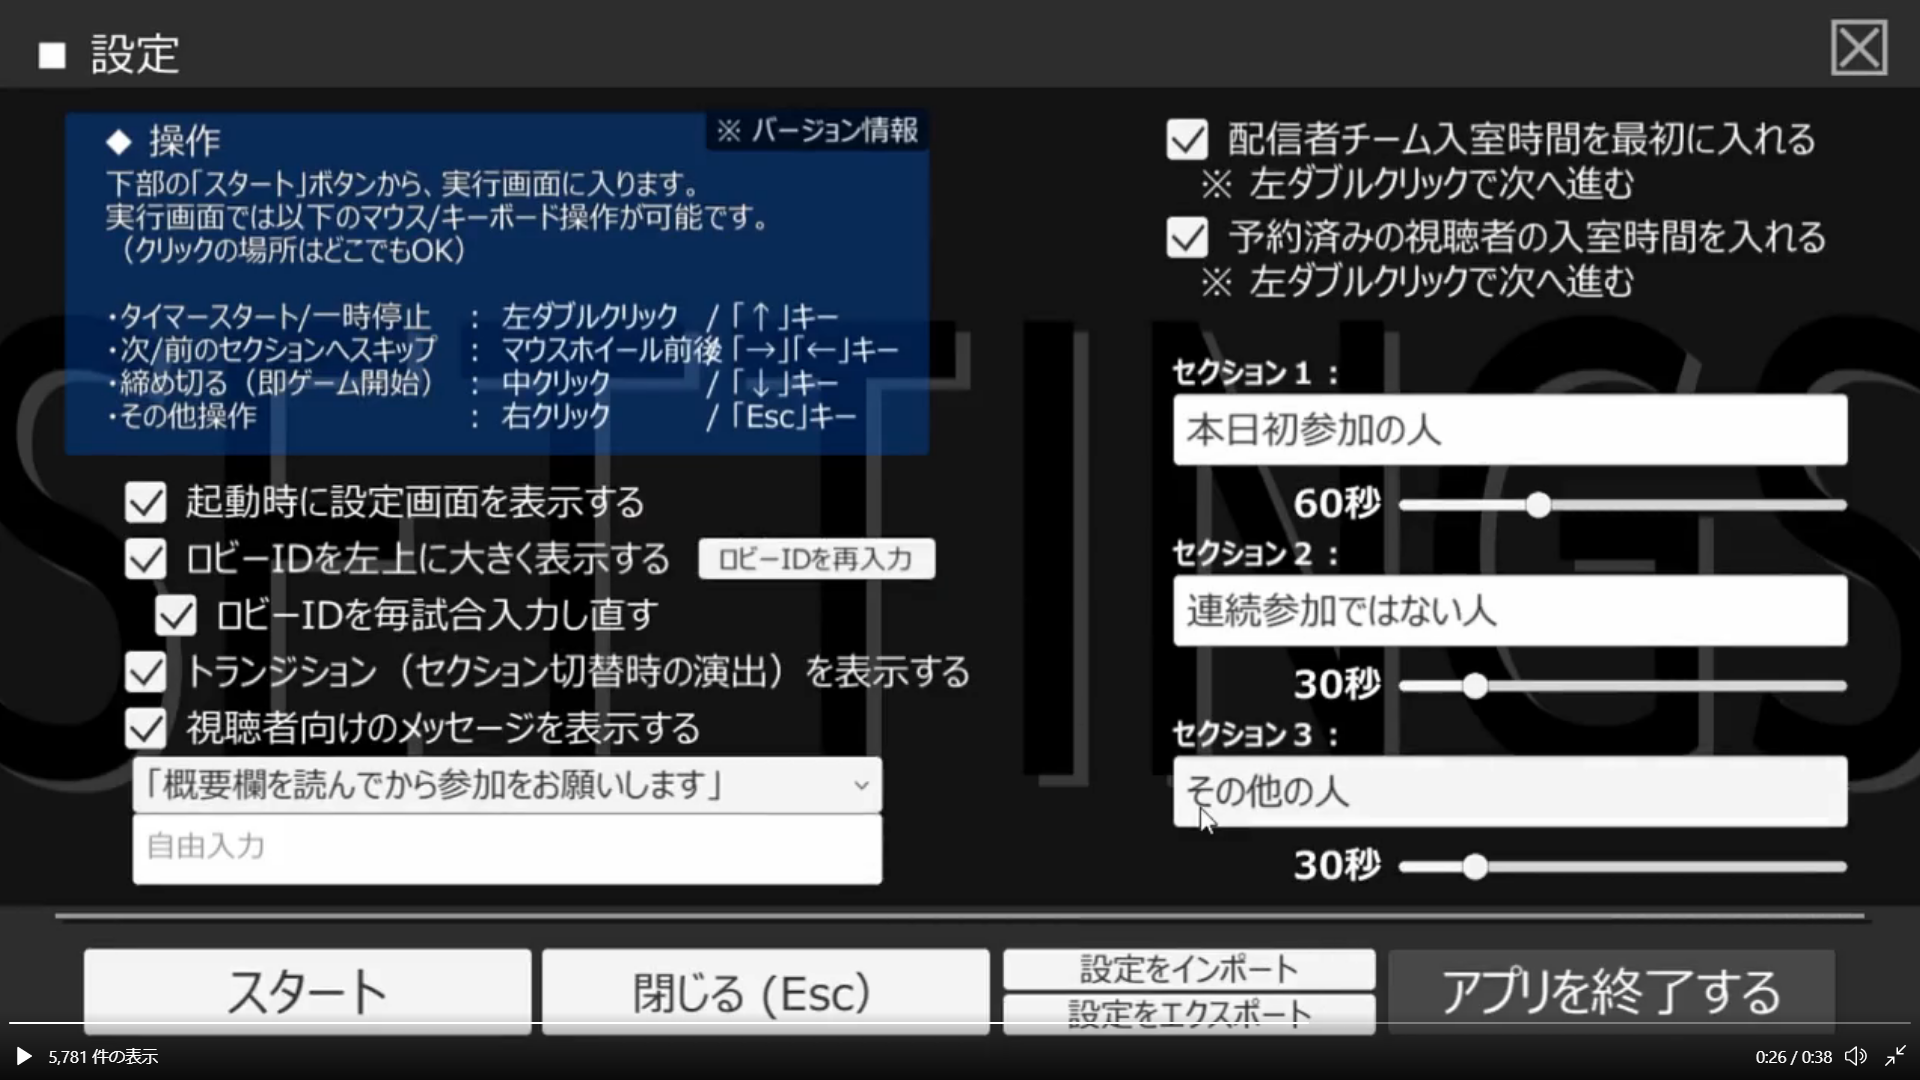 ■ 設定
◆ 操作
※ バージョン情報
下部の「スタート」ボタンから、実行画面に入ります。
実行画面では以下のマウス/キーボード操作が可能です。
（クリックの場所はどこでもOK）
・タイマースタート/一時停止 ： 左ダブルクリック /「↑」キー
・次/前のセクションへスキップ ： マウスホイール前後/「→」「←」キー
・締め切る（即ゲーム開始） ： 中クリック /「↓」キー
・その他操作 ： 右クリック /「Esc」キー
起動時に設定画面を表示する
ロビーIDを左上に大きく表示する ロビーIDを再入力
ロビーIDを毎試合入力し直す
トランジション（セクション切替時の演出）を表示する
視聴者向けのメッセージを表示する
「概要欄を読んでから参加をお願いします」
自由入力
配信者チーム入室時間を最初に入れる
※ 左ダブルクリックで次へ進む
予約済みの視聴者の入室時間を入れる
※ 左ダブルクリックで次へ進む
セクション1 ：
本日初参加の人
60秒
セクション2 ：
連続参加ではない人
30秒
セクション3 ：
その他の人
30秒
SETTINGS
スタート
閉じる (Esc)
設定をインポート
設定をエクスポート
アプリを終了する
5,781 件の表示
0:26 / 0:38